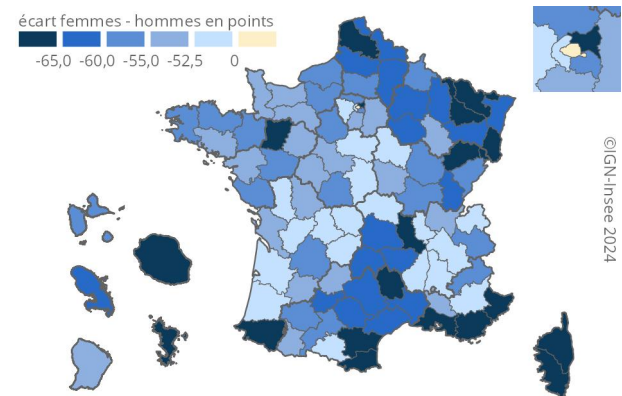 écart femmes - hommes en points
-65,0 -60,0 -55,0 -52,5 0
©IGN-Insee 2024